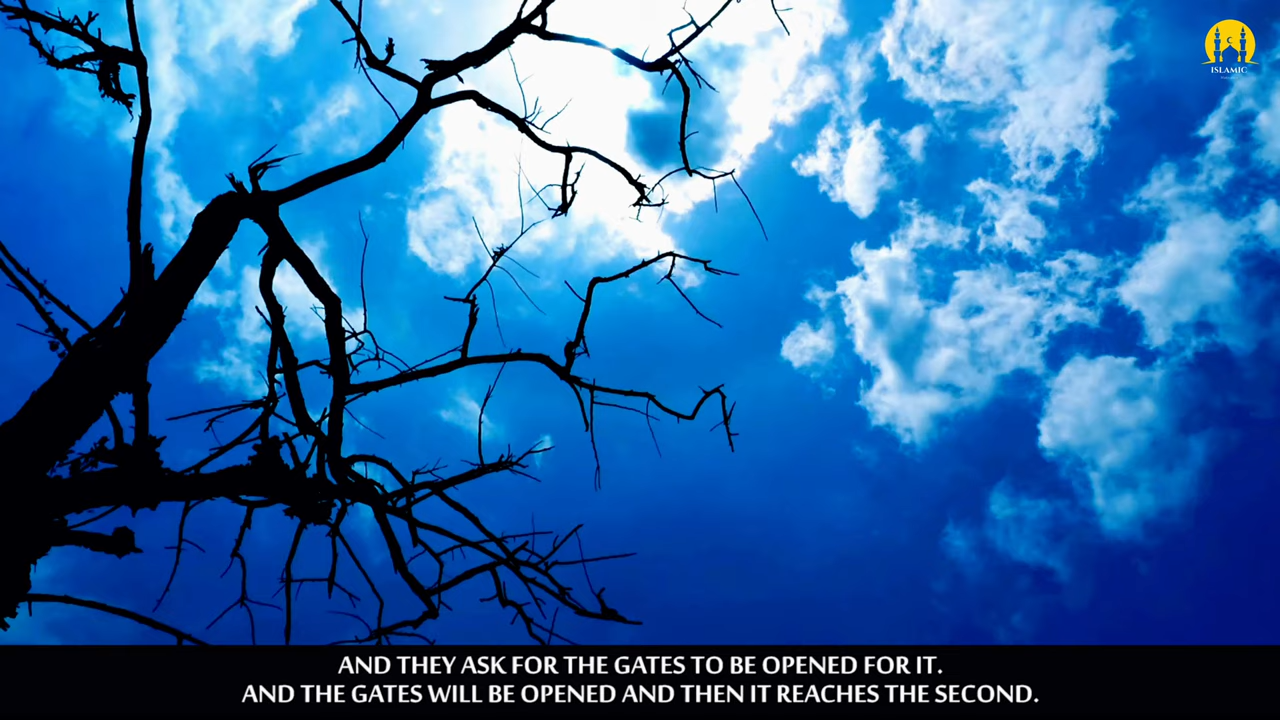 ISLAMIC
AND THEY ASK FOR THE GATES TO BE OPENED FOR IT.
AND THE GATES WILL BE OPENED AND THEN IT REACHES THE SECOND.